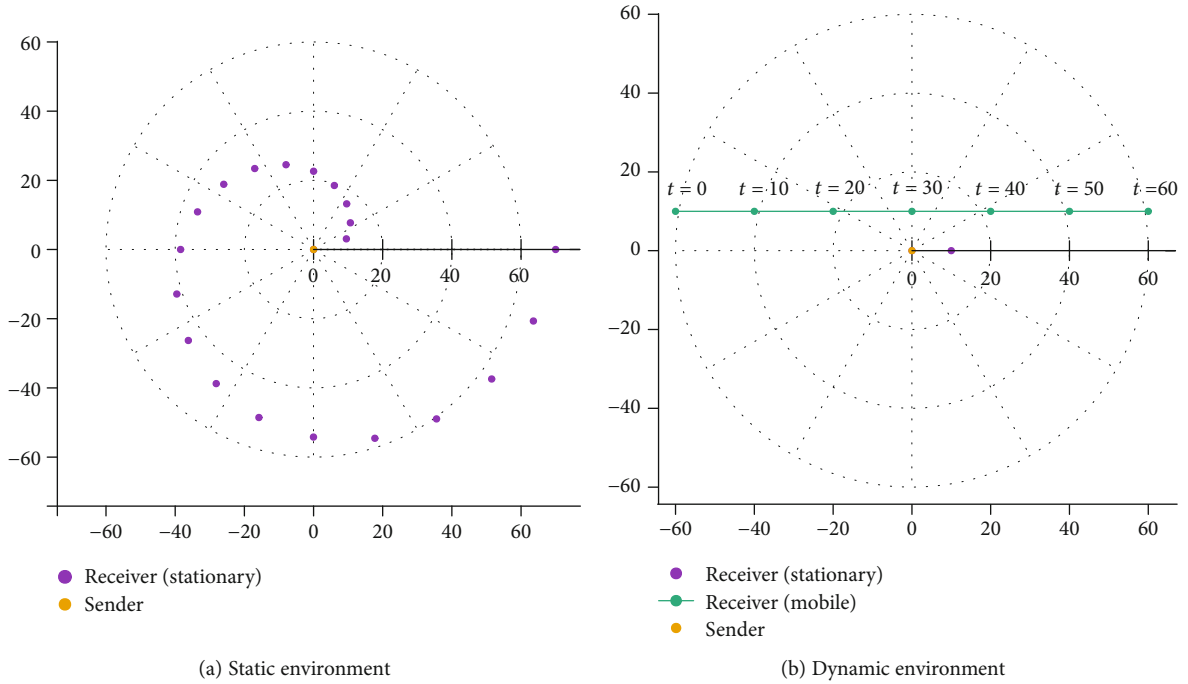 60
40
20
0
−20
−40
−60
0 20 40 60
−60 −40 −20 0 20 40 60
Receiver (stationary)
Sender
(a) Static environment
60
40
20
0
−20
−40
−60
t = 0 t = 10 t = 20 t = 30 t = 40 t = 50 t =60
0 20 40 60
−60 −40 −20 0 20 40 60
Receiver (stationary)
Receiver (mobile)
Sender
(b) Dynamic environment